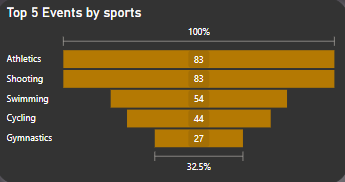 Top 5 Events by sports
100%
Athletics 83
Shooting 83
Swimming 54
Cycling 44
Gymnastics 27
32.5%